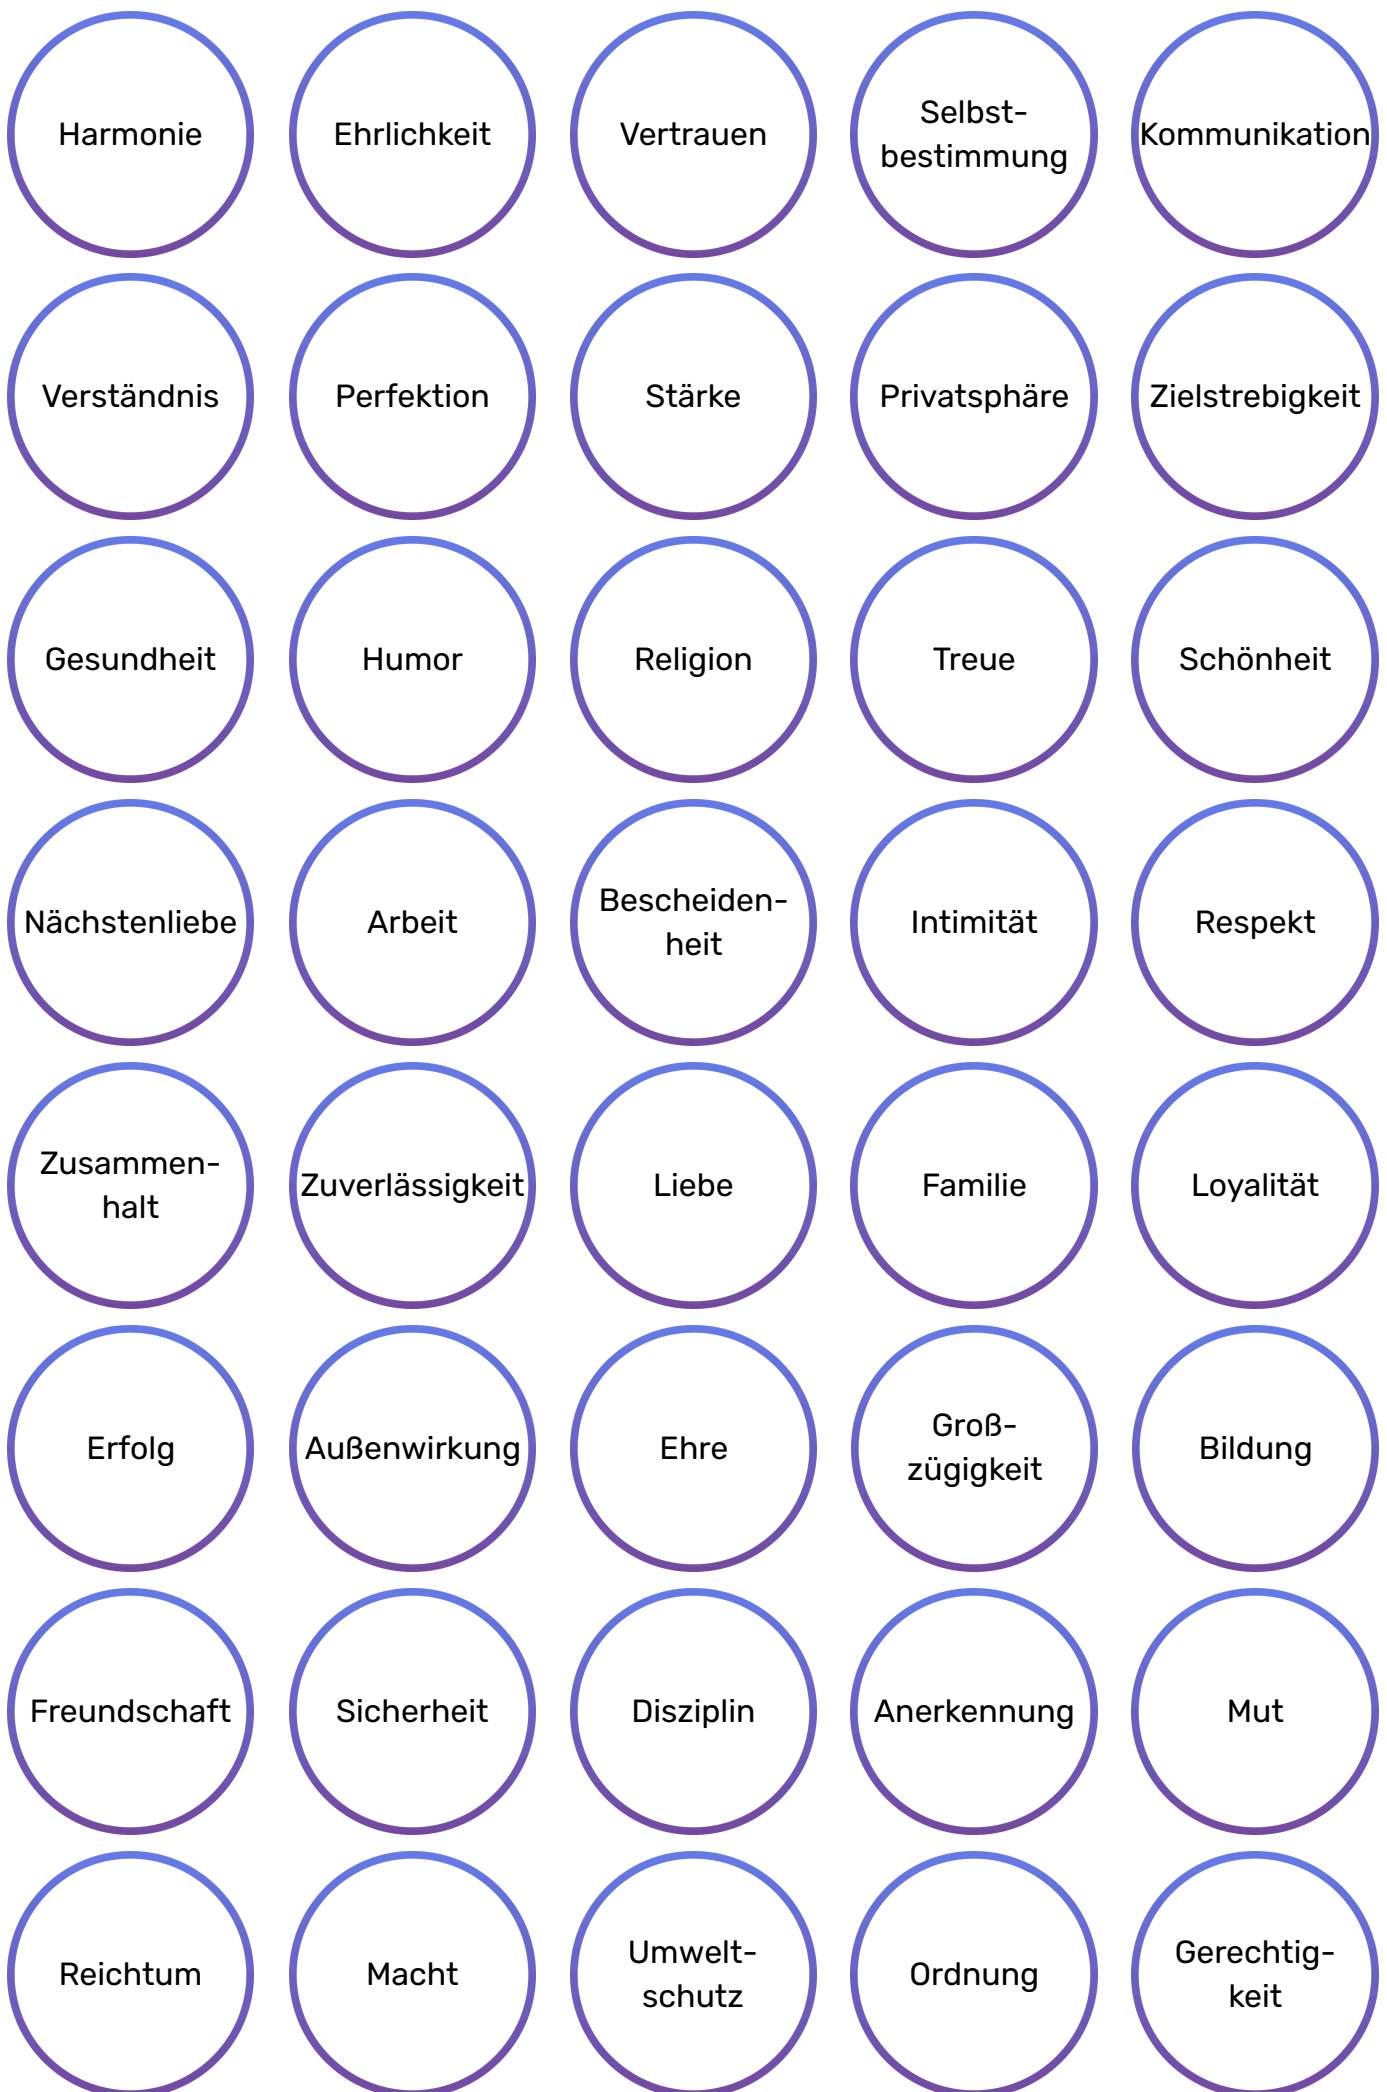 Harmonie
Ehrlichkeit
Vertrauen
Selbst-
bestimmung
Kommunikation
Verständnis
Perfektion
Stärke
Privatsphäre
Zielstrebigkeit
Gesundheit
Humor
Religion
Treue
Schönheit
Nächstenliebe
Arbeit
Bescheiden-
heit
Intimität
Respekt
Zusammen-
halt
Zuverlässigkeit
Liebe
Familie
Loyalität
Erfolg
Außenwirkung
Ehre
Groß-
zügigkeit
Bildung
Freundschaft
Sicherheit
Disziplin
Anerkennung
Mut
Reichtum
Macht
Umwelt-
schutz
Ordnung
Gerechtig-
keit